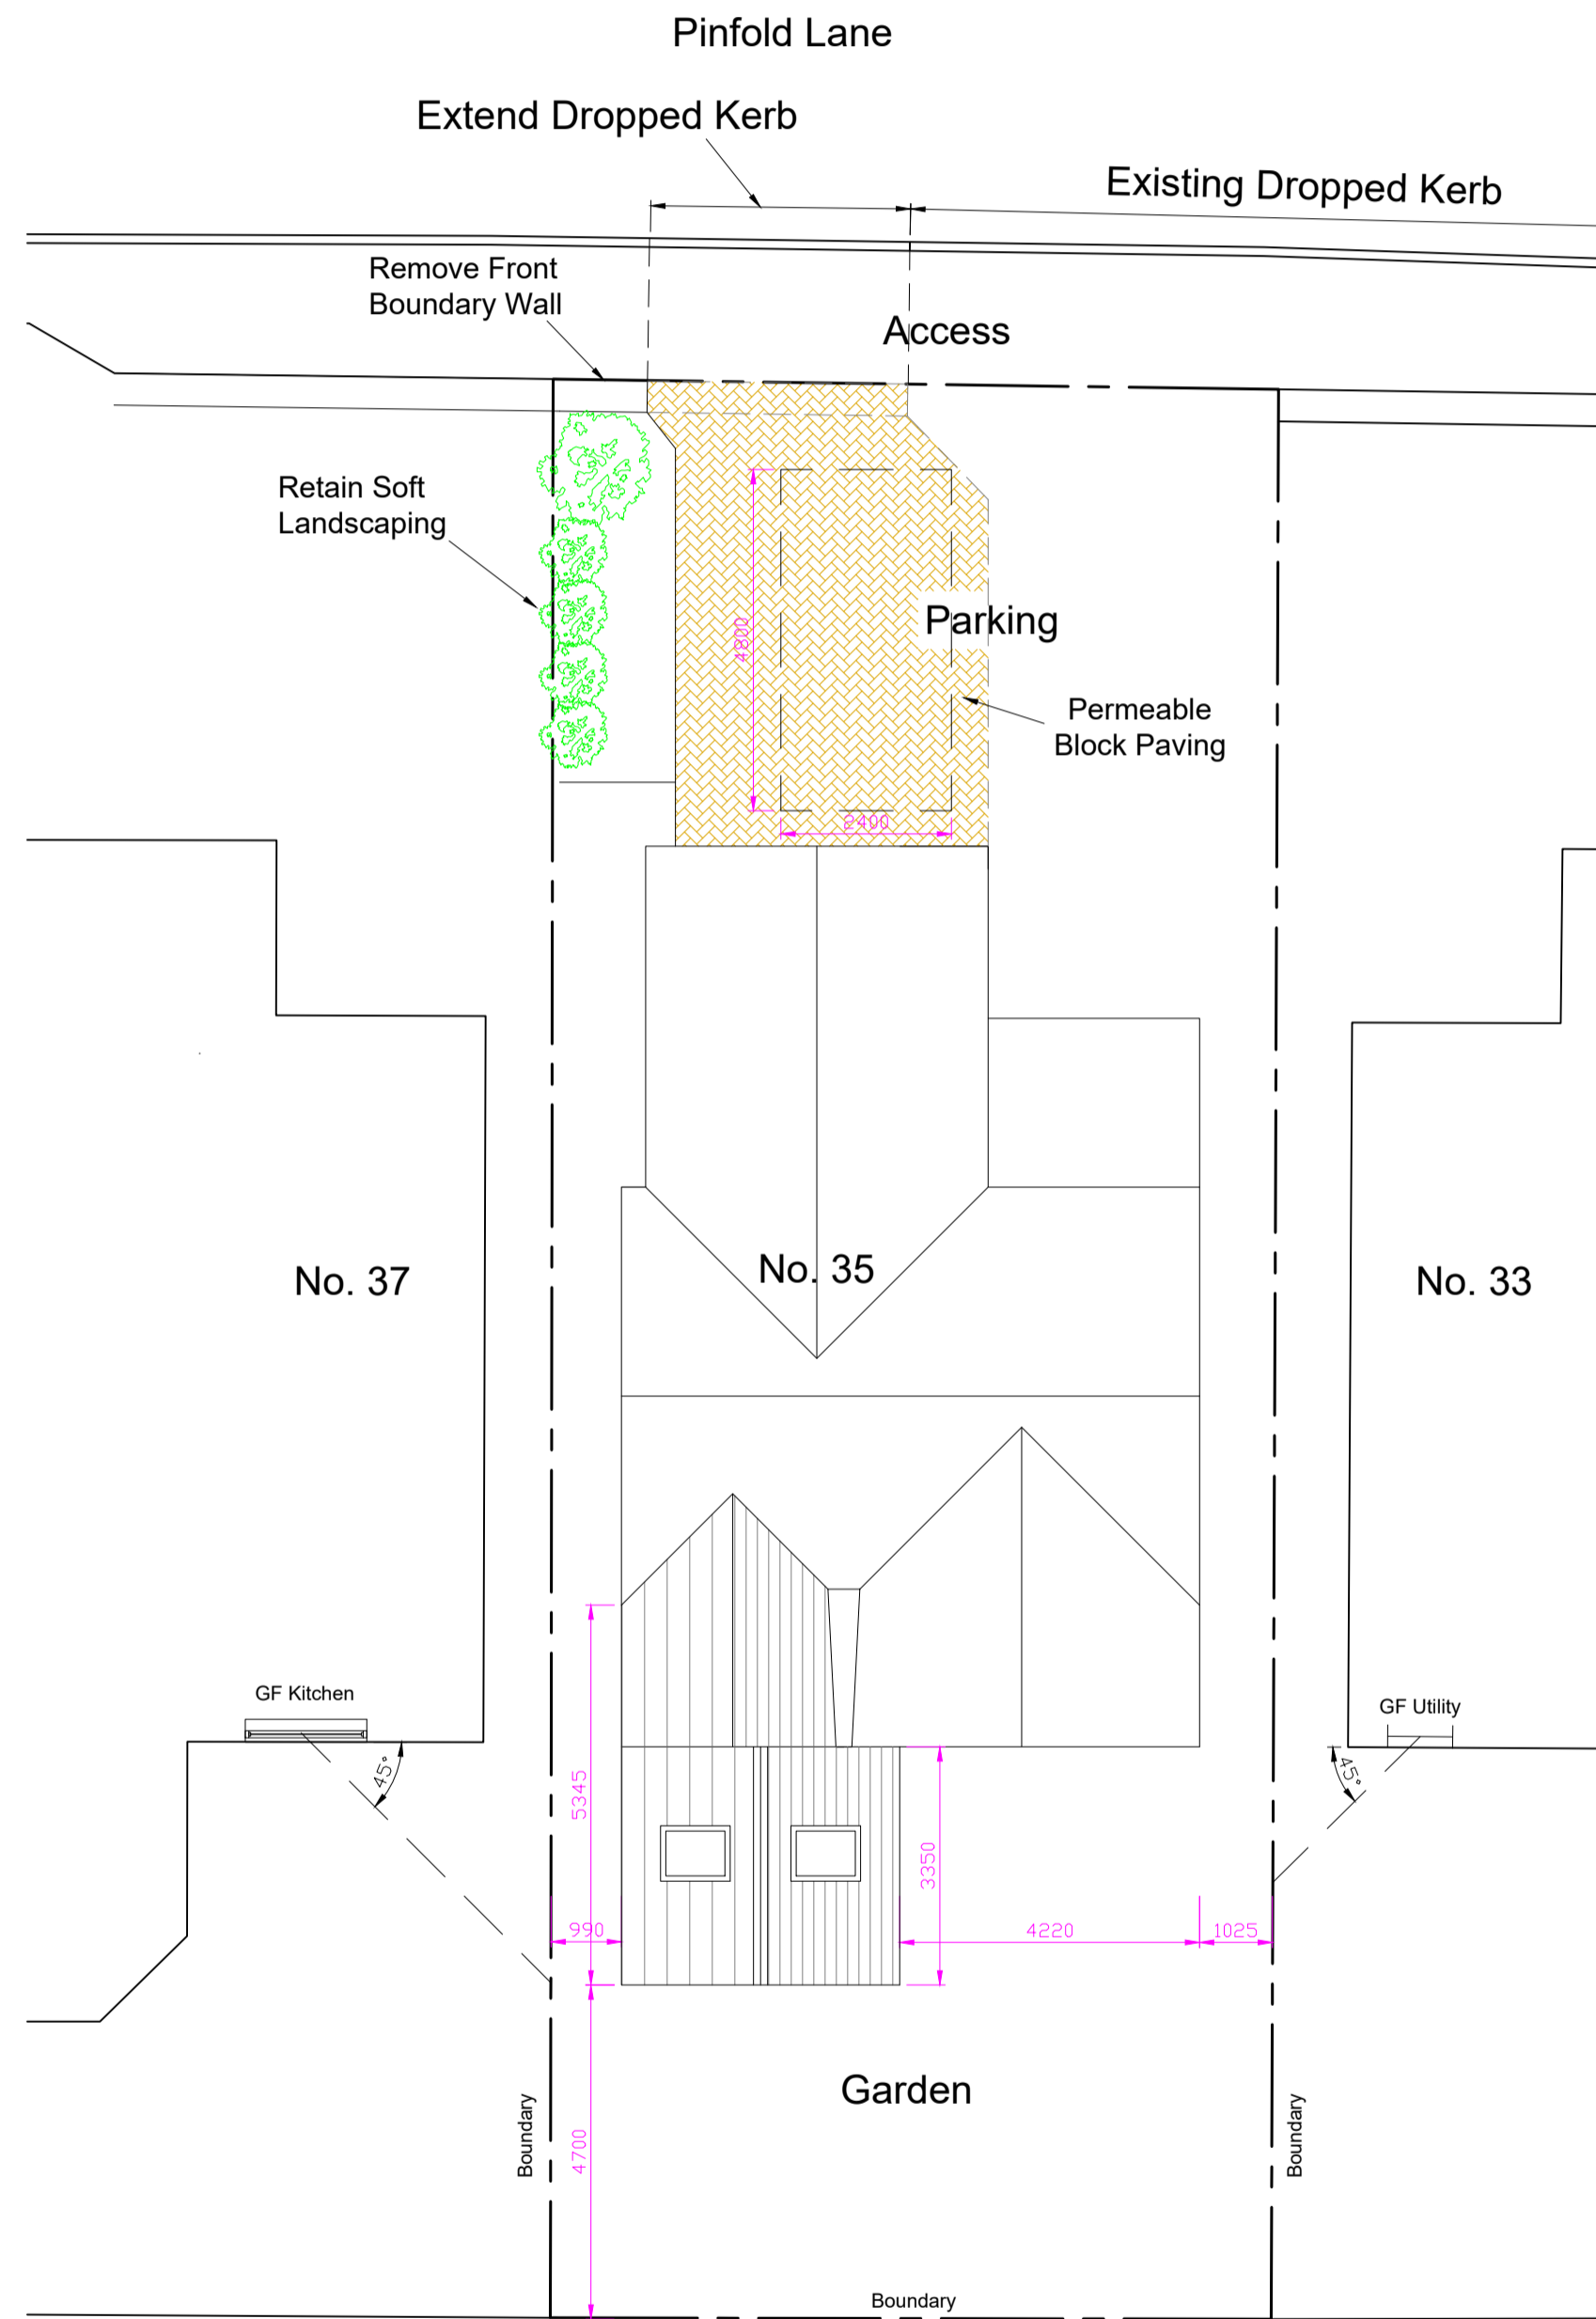 Pinfold Lane
Extend Dropped Kerb
Existing Dropped Kerb
Remove Front
Boundary Wall
Access
Retain Soft
Landscaping
4800
Parking
Permeable
Block Paving
2400
No. 37
No. 35
No. 33
GF Kitchen
GF Utility
45°
45°
5345
3350
990
4220
1025
Garden
Boundary
4700
Boundary
Boundary